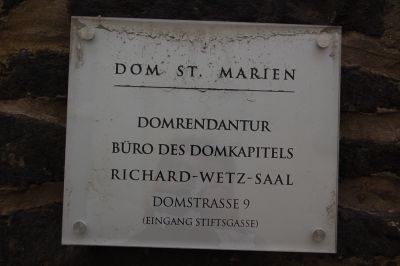 DOM ST. MARIEN
DOMRENDANTUR
BÜRO DES DOMKAPITELS
RICHARD-WETZ-SAAL
DOMSTRASSE 9
(EINGANG STIFTSGASSE)